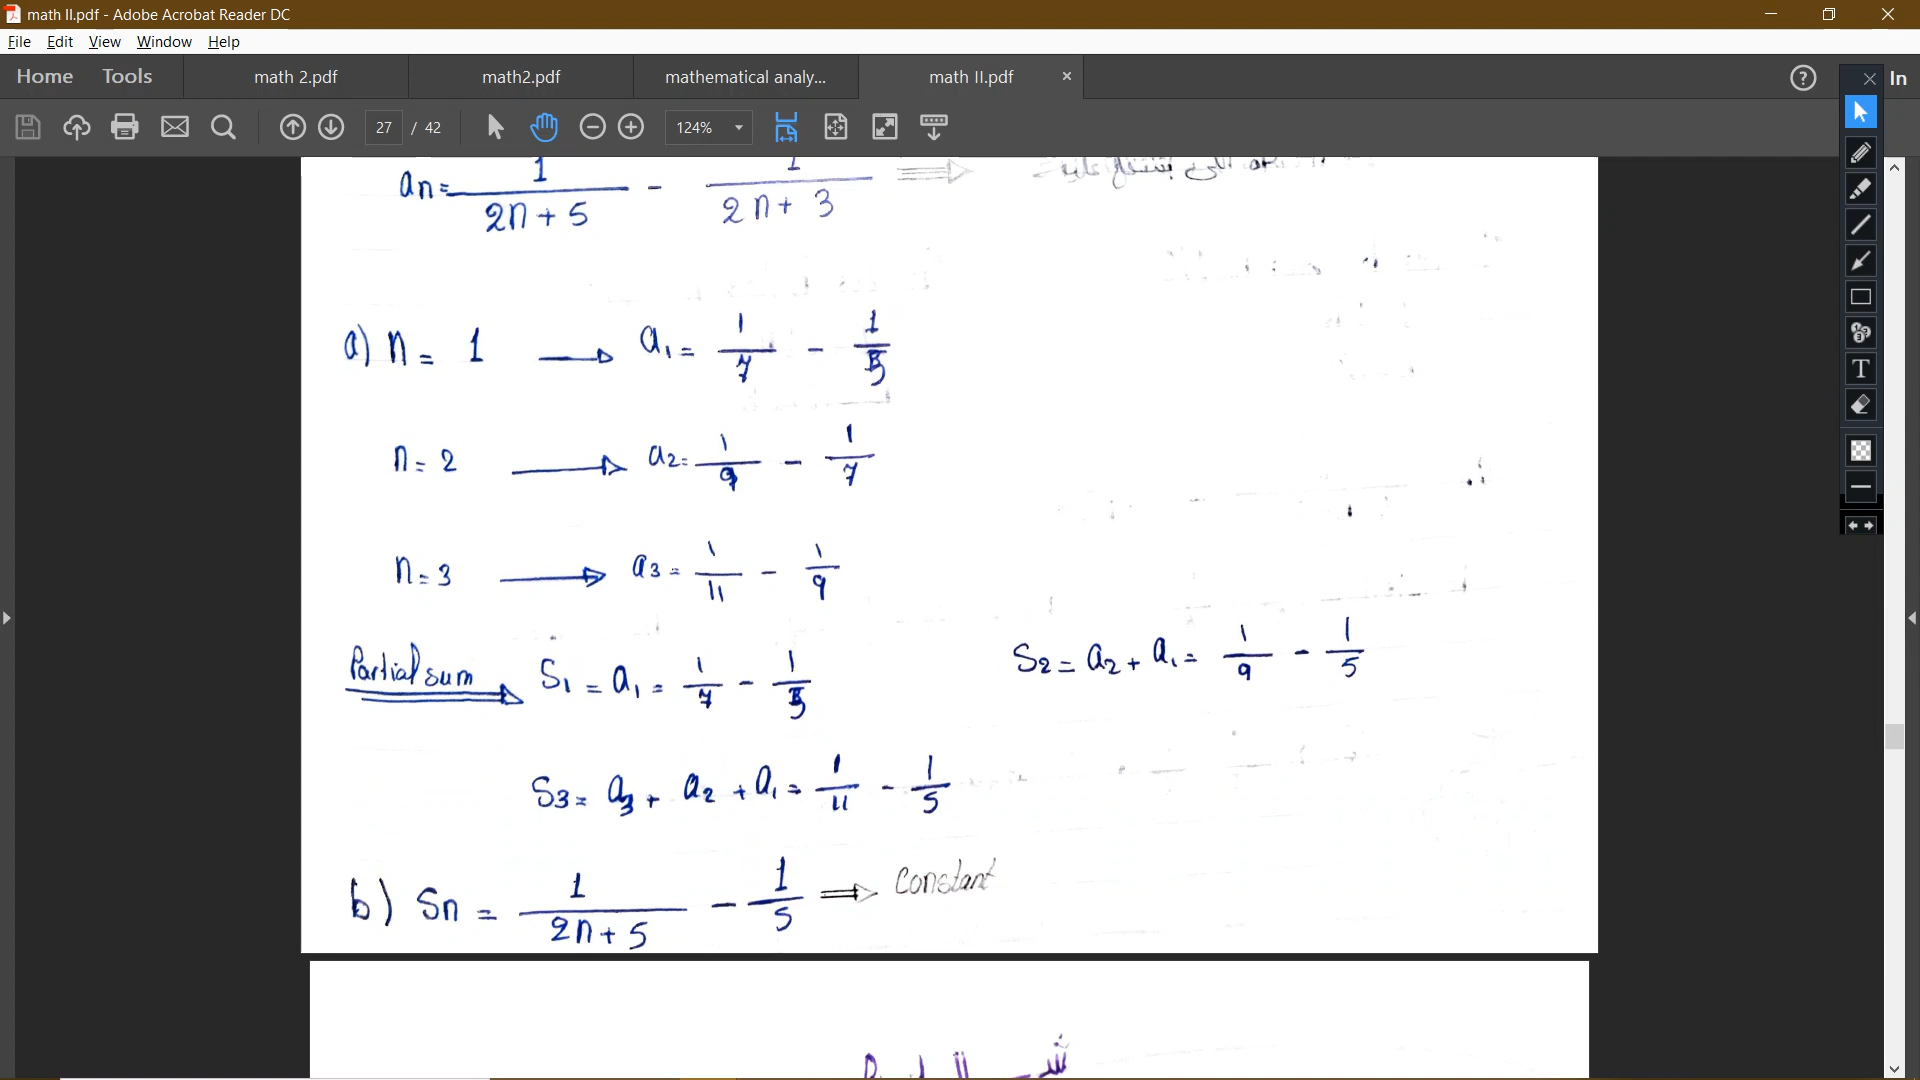 math II.pdf - Adobe Acrobat Reader DC
File Edit View Window Help
Home Tools math 2.pdf math2.pdf mathematical analy... math II.pdf × ? In
27 / 42 124%
an = 1/(2n+5) - 1/(2n+3)
a) n = 1 → a₁ = 1/7 - 1/5
n = 2 → a₂ = 1/9 - 1/7
n = 3 → a₃ = 1/11 - 1/9
Partial sum ⇒ S₁ = a₁ = 1/7 - 1/5
S₂ = a₂ + a₁ = 1/9 - 1/5
S₃ = a₃ + a₂ + a₁ = 1/11 - 1/5
b) Sn = 1/(2n+5) - 1/5 ⇒ Constant